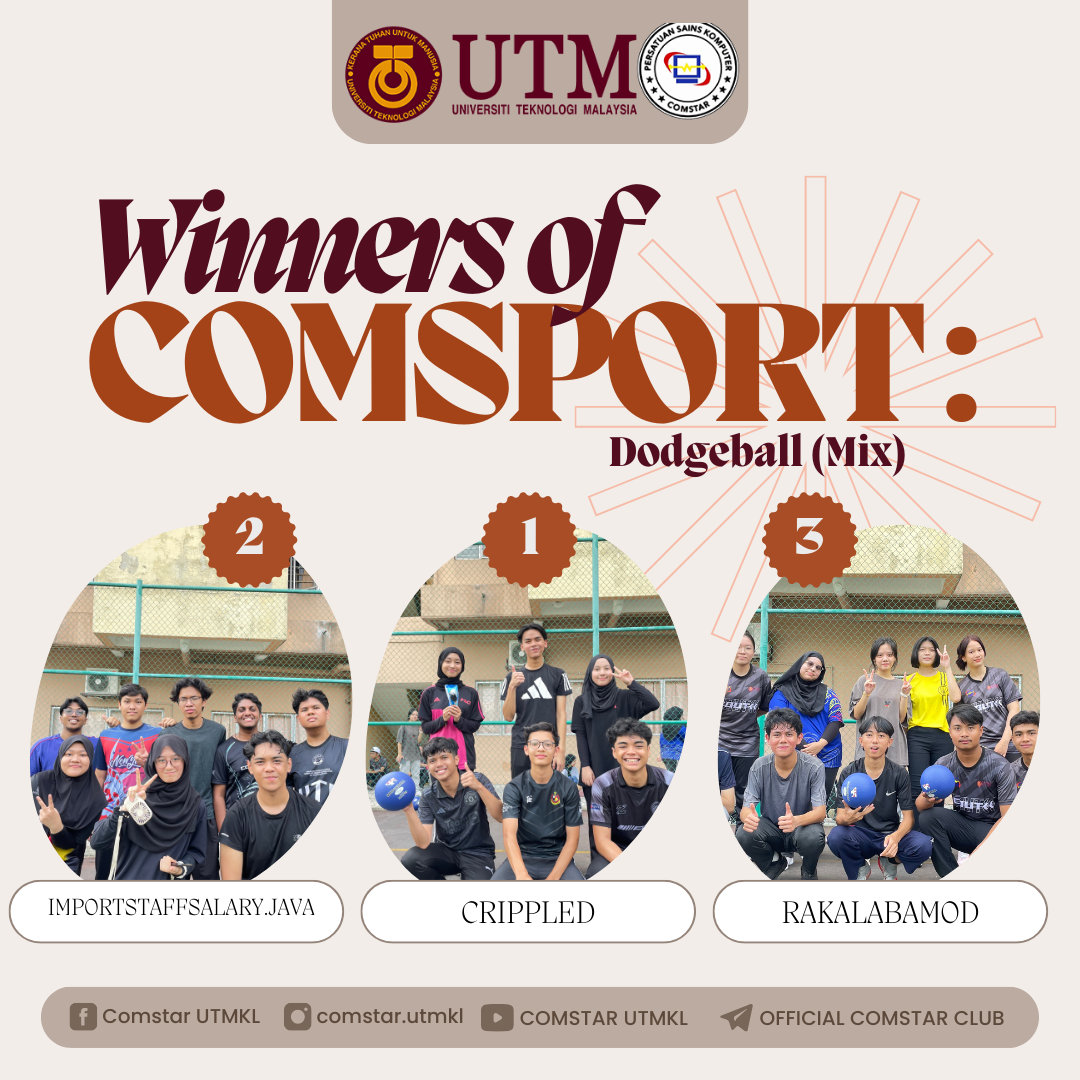 KERANA TUHAN UNTUK MANUSIA
UNIVERSITI TEKNOLOGI MALAYSIA
UTM
UNIVERSITI TEKNOLOGI MALAYSIA
PERSATUAN SAINS KOMPUTER
COMSTAR
Winners of
COMSPORT:
Dodgeball (Mix)
2
1
3
IMPORTSTAFFSALARY.JAVA
CRIPPLED
RAKALABAMOD
Comstar UTMKL
comstar.utmkl
COMSTAR UTMKL
OFFICIAL COMSTAR CLUB